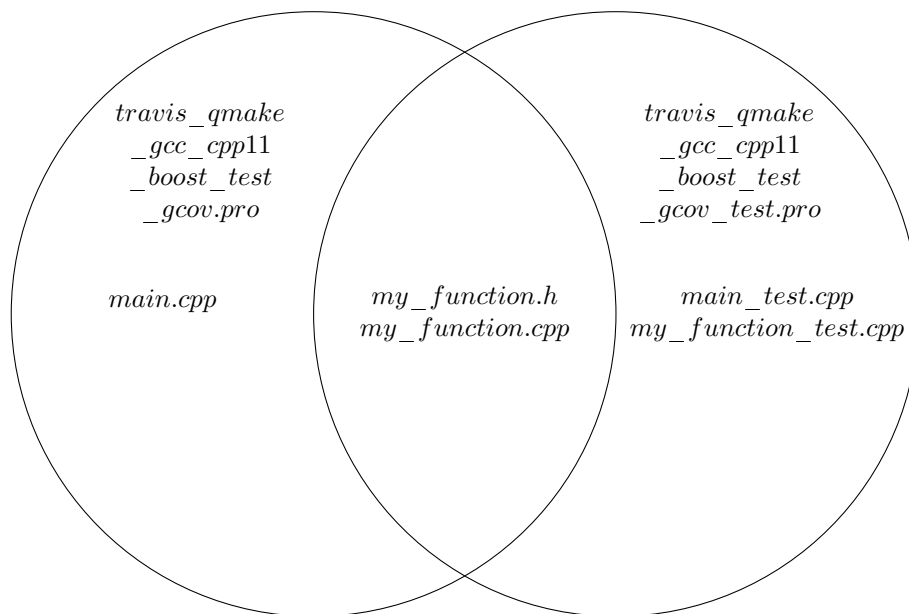 travis_qmake
_gcc_cpp11
_boost_test
_gcov.pro
main.cpp
my_function.h
my_function.cpp
travis_qmake
_gcc_cpp11
_boost_test
_gcov_test.pro
main_test.cpp
my_function_test.cpp